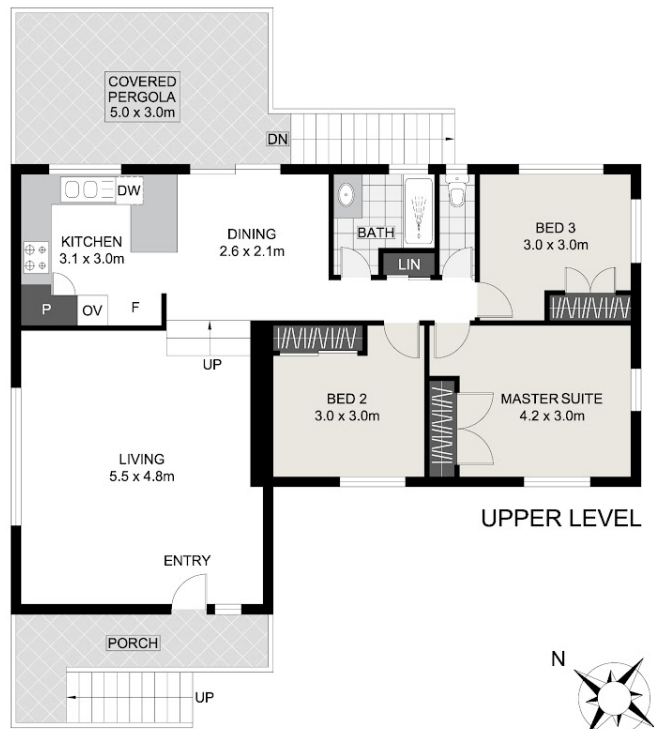 COVERED
PERGOLA
5.0 x 3.0m
DN
DW
KITCHEN
3.1 x 3.0m
DINING
2.6 x 2.1m
BATH
LIN
BED 3
3.0 x 3.0m
P
OV
F
UP
BED 2
3.0 x 3.0m
MASTER SUITE
4.2 x 3.0m
LIVING
5.5 x 4.8m
UPPER LEVEL
ENTRY
PORCH
UP
N